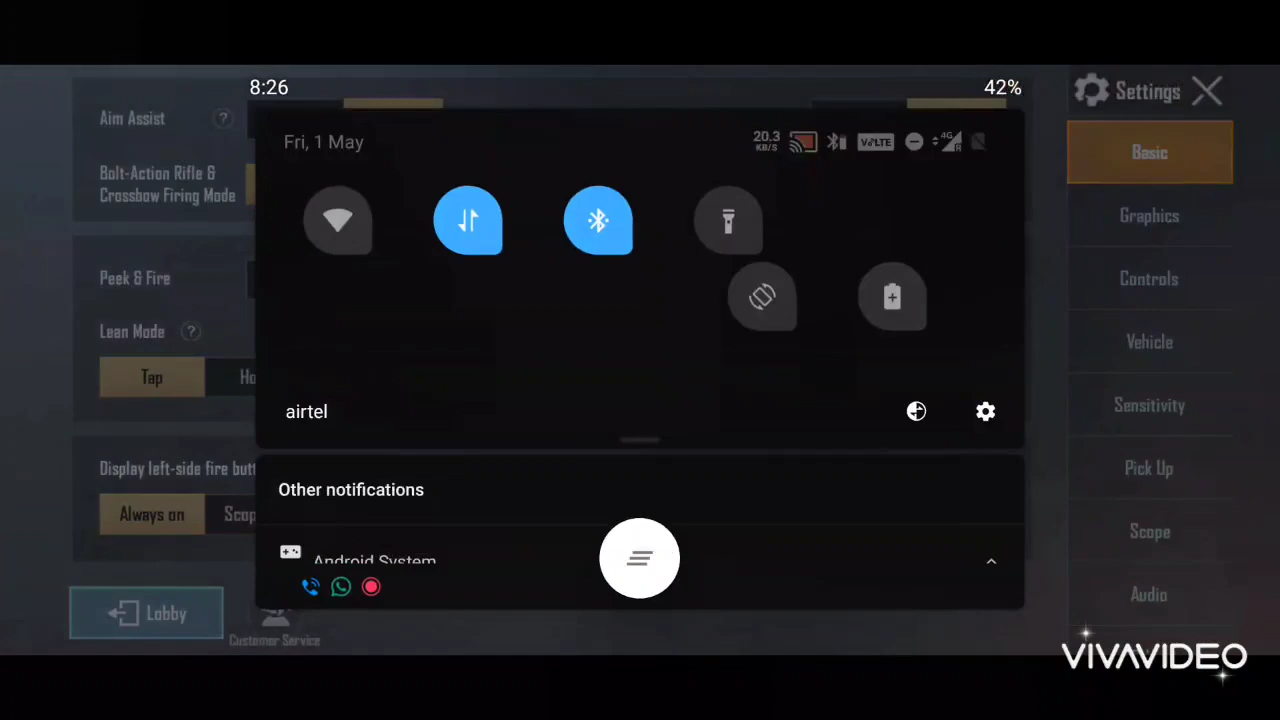 8:26
42%
Fri, 1 May
20.3
KB/S
VoLTE
4G
R
Aim Assist
?
Bolt-Action Rifle &
Crossbow Firing Mode
Peek & Fire
Lean Mode
?
Tap
Ho
airtel
Display left-side fire butt
Always on
Scop
Other notifications
Android System
Lobby
Customer Service
Settings
Basic
Graphics
Controls
Vehicle
Sensitivity
Pick Up
Scope
Audio
VIVAVIDEO